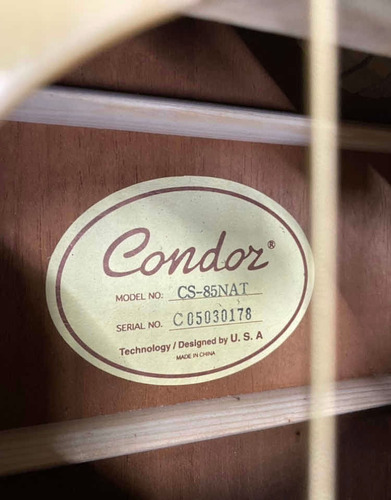 Condor®
MODEL NO: CS-85NAT
SERIAL NO. C05030178
Technology / Designed by U. S. A
MADE IN CHINA